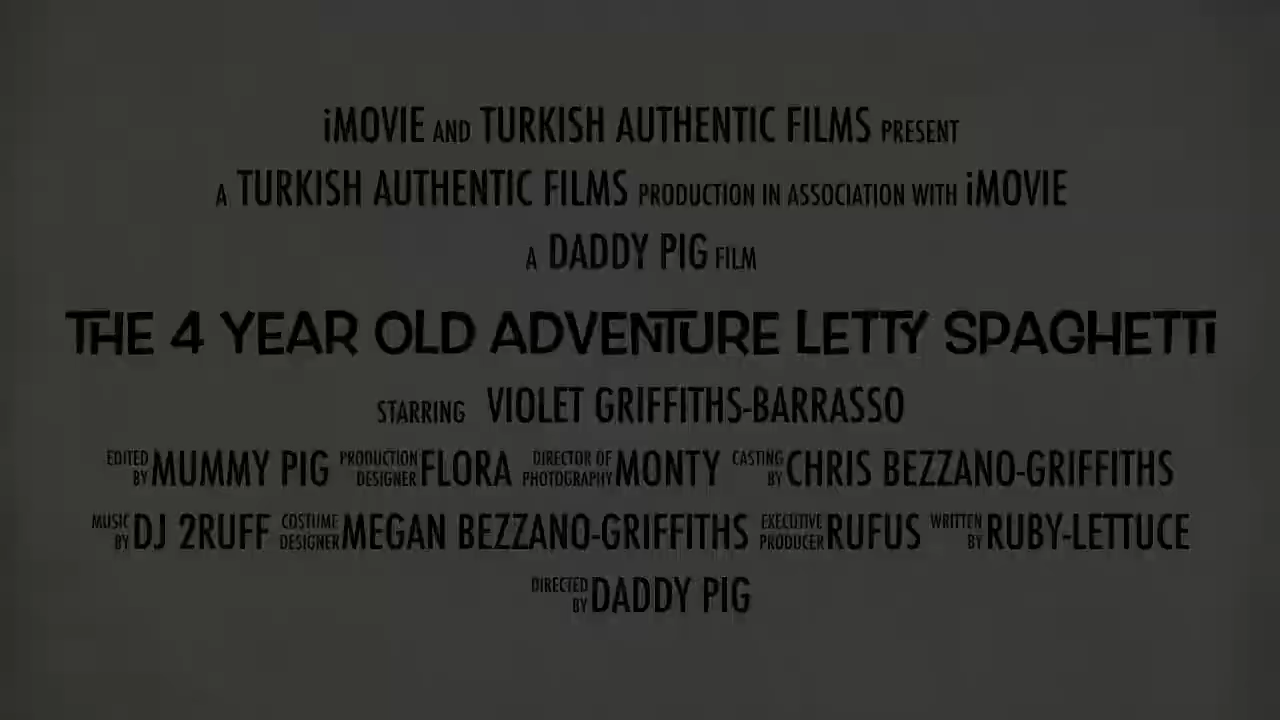 iMOVIE AND TURKISH AUTHENTIC FILMS PRESENT
A TURKISH AUTHENTIC FILMS PRODUCTION IN ASSOCIATION WITH iMOVIE
A DADDY PIG FILM
THE 4 YEAR OLD ADVENTURE LETTY SPAGHETTi
STARRING VIOLET GRIFFITHS-BARRASSO
EDITED BY MUMMY PIG PRODUCTION DESIGNER FLORA DIRECTOR OF PHOTOGRAPHY MONTY CASTING BY CHRIS BEZZANO-GRIFFITHS
MUSIC BY DJ 2RUFF COSTUME DESIGNER MEGAN BEZZANO-GRIFFITHS EXECUTIVE PRODUCER RUFUS WRITTEN BY RUBY-LETTUCE
DIRECTED BY DADDY PIG